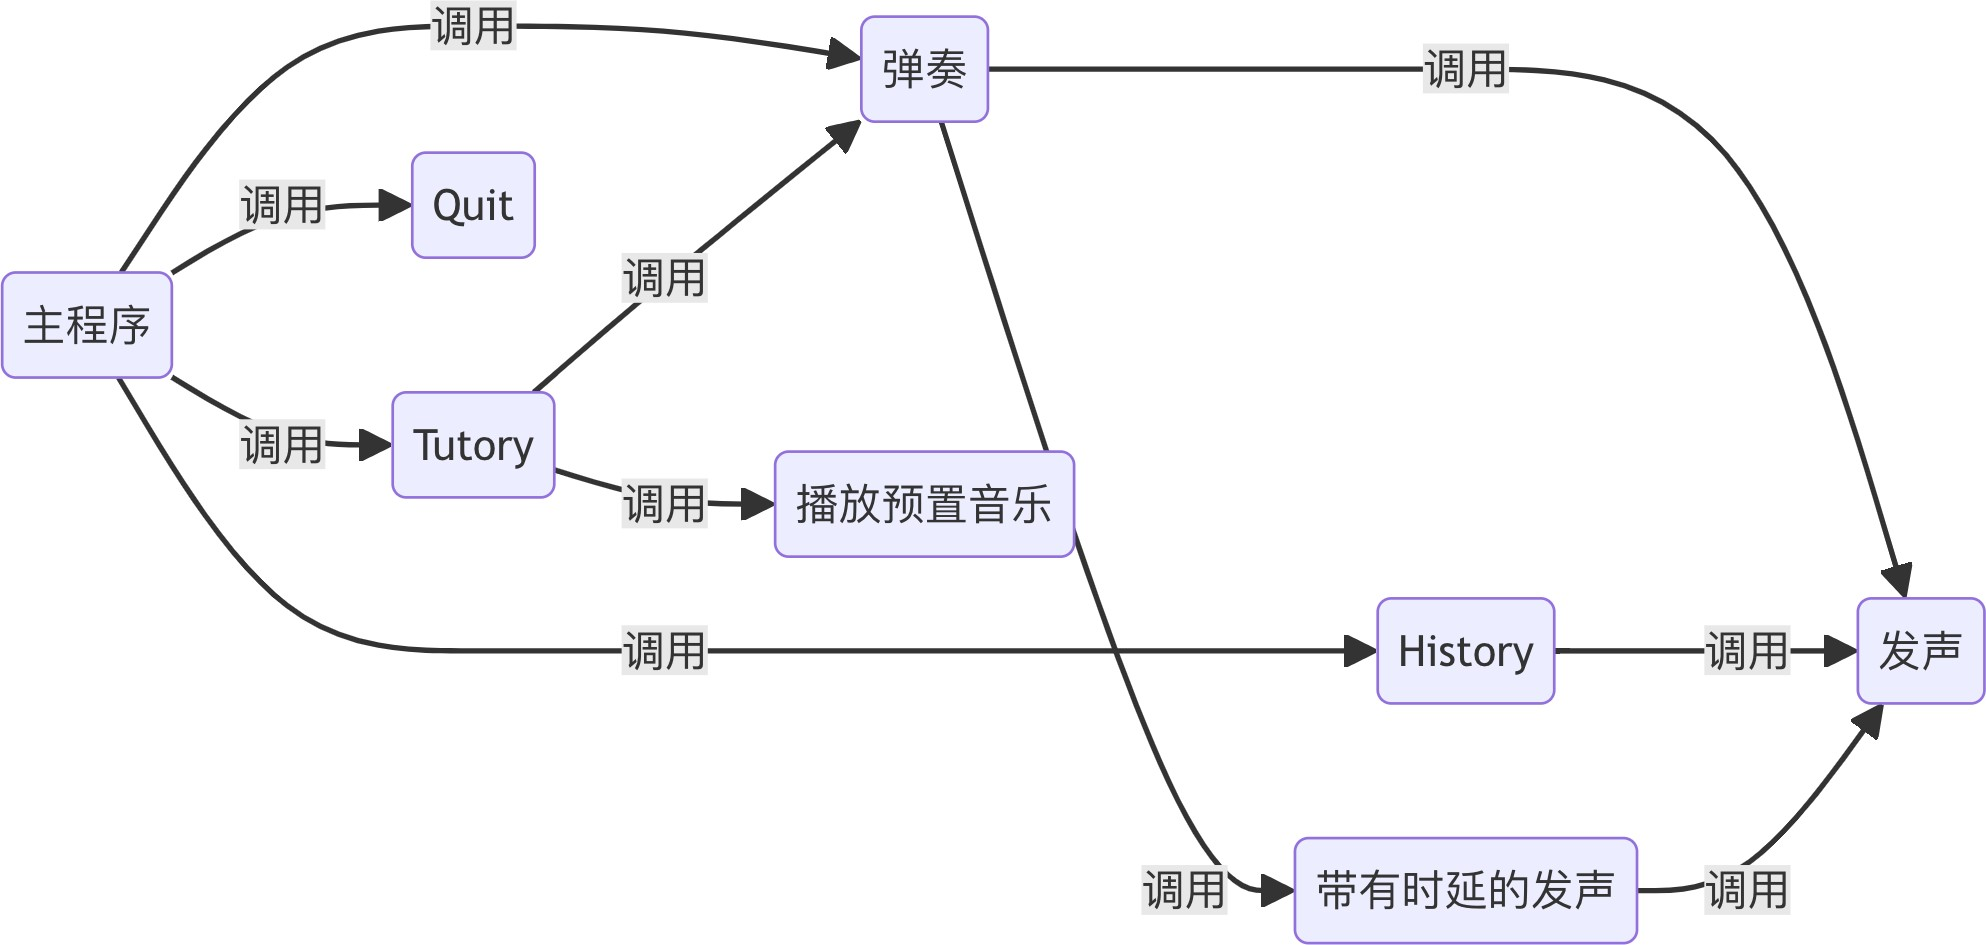 调用
弹奏
调用
调用
Quit
调用
主程序
调用
Tutory
调用
播放预置音乐
调用
History
调用
发声
调用
带有时延的发声
调用